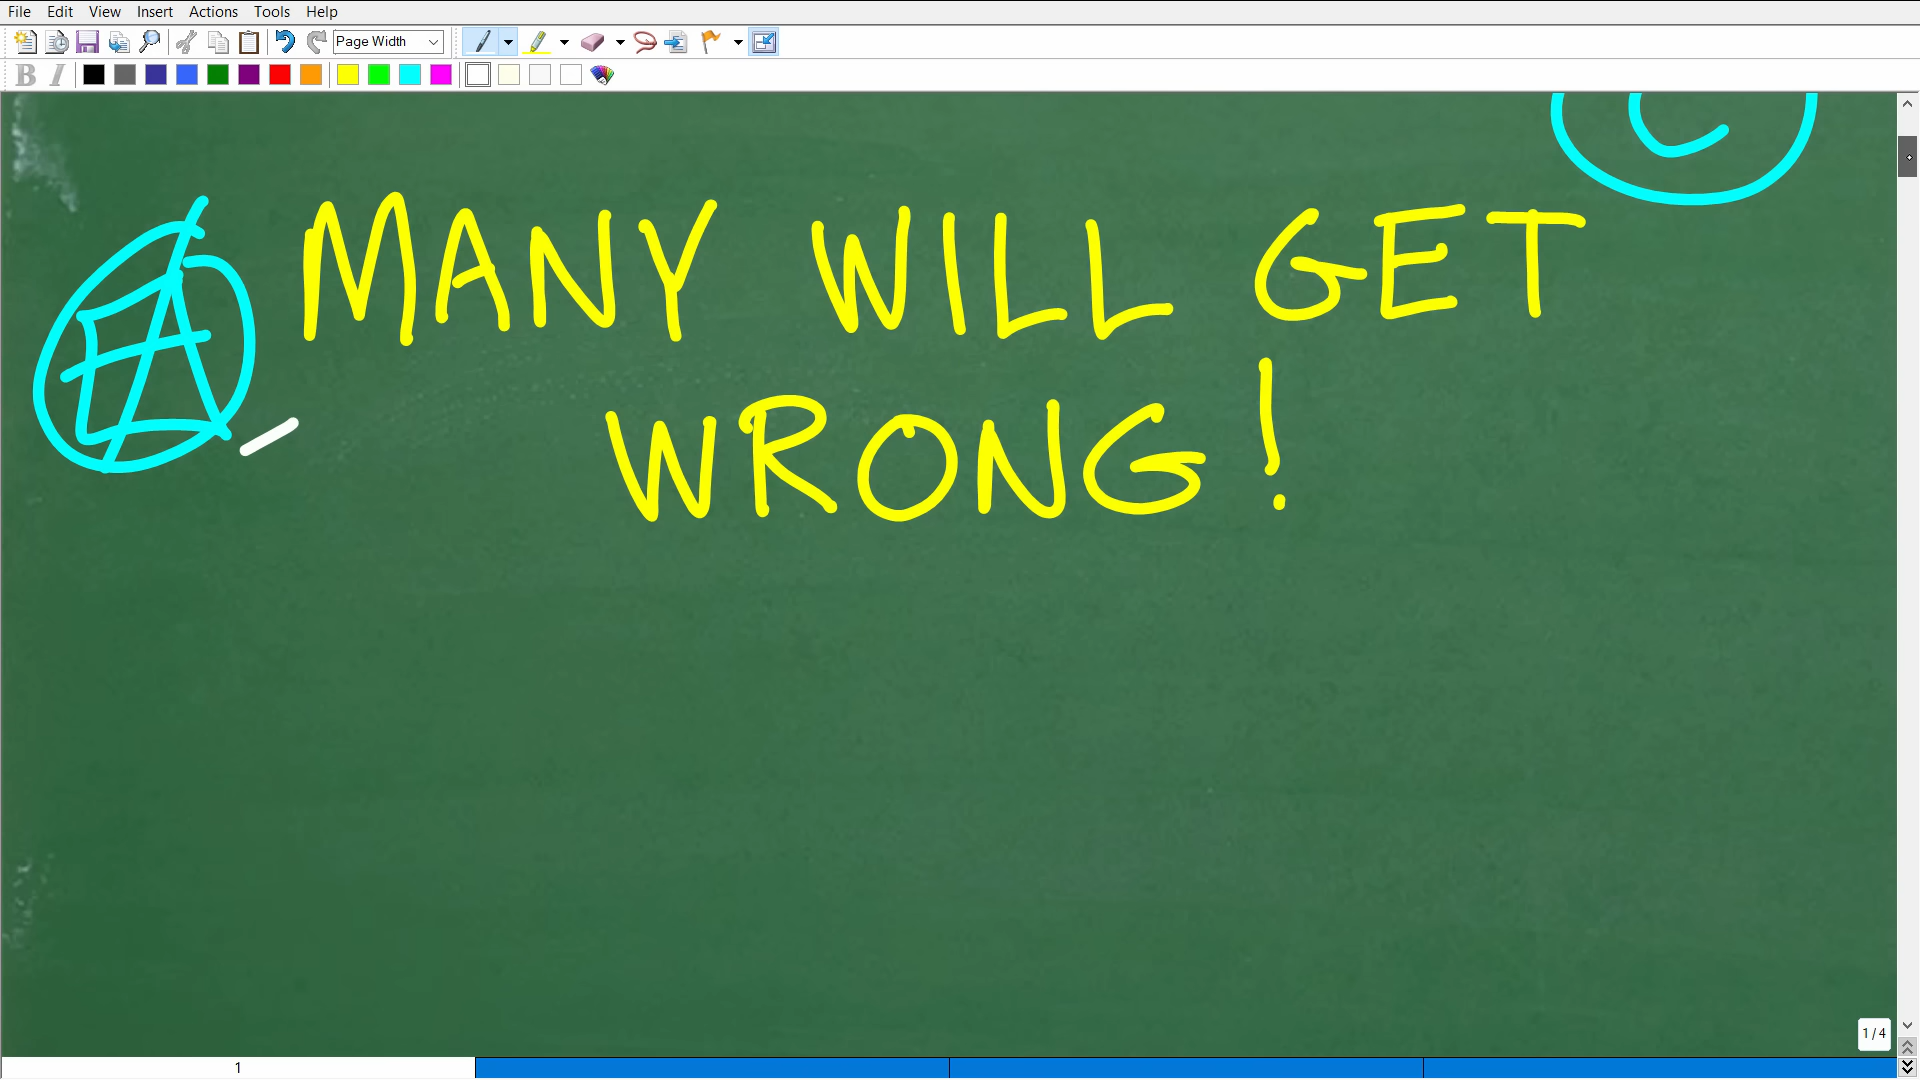 File Edit View Insert Actions Tools Help
Page Width
B I
C
A
MANY WILL GET
WRONG!
1 / 4
1